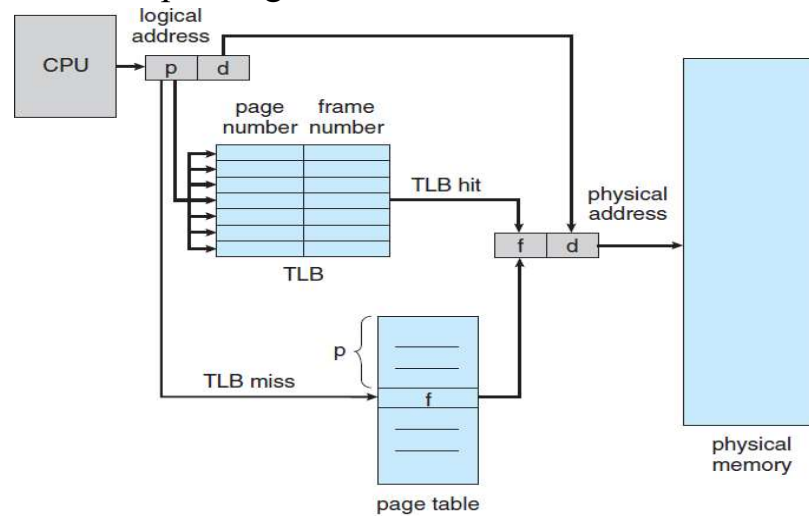 logical
address
CPU
p d
page frame
number number
TLB hit
physical
address
f d
TLB
p
TLB miss
f
physical
memory
page table